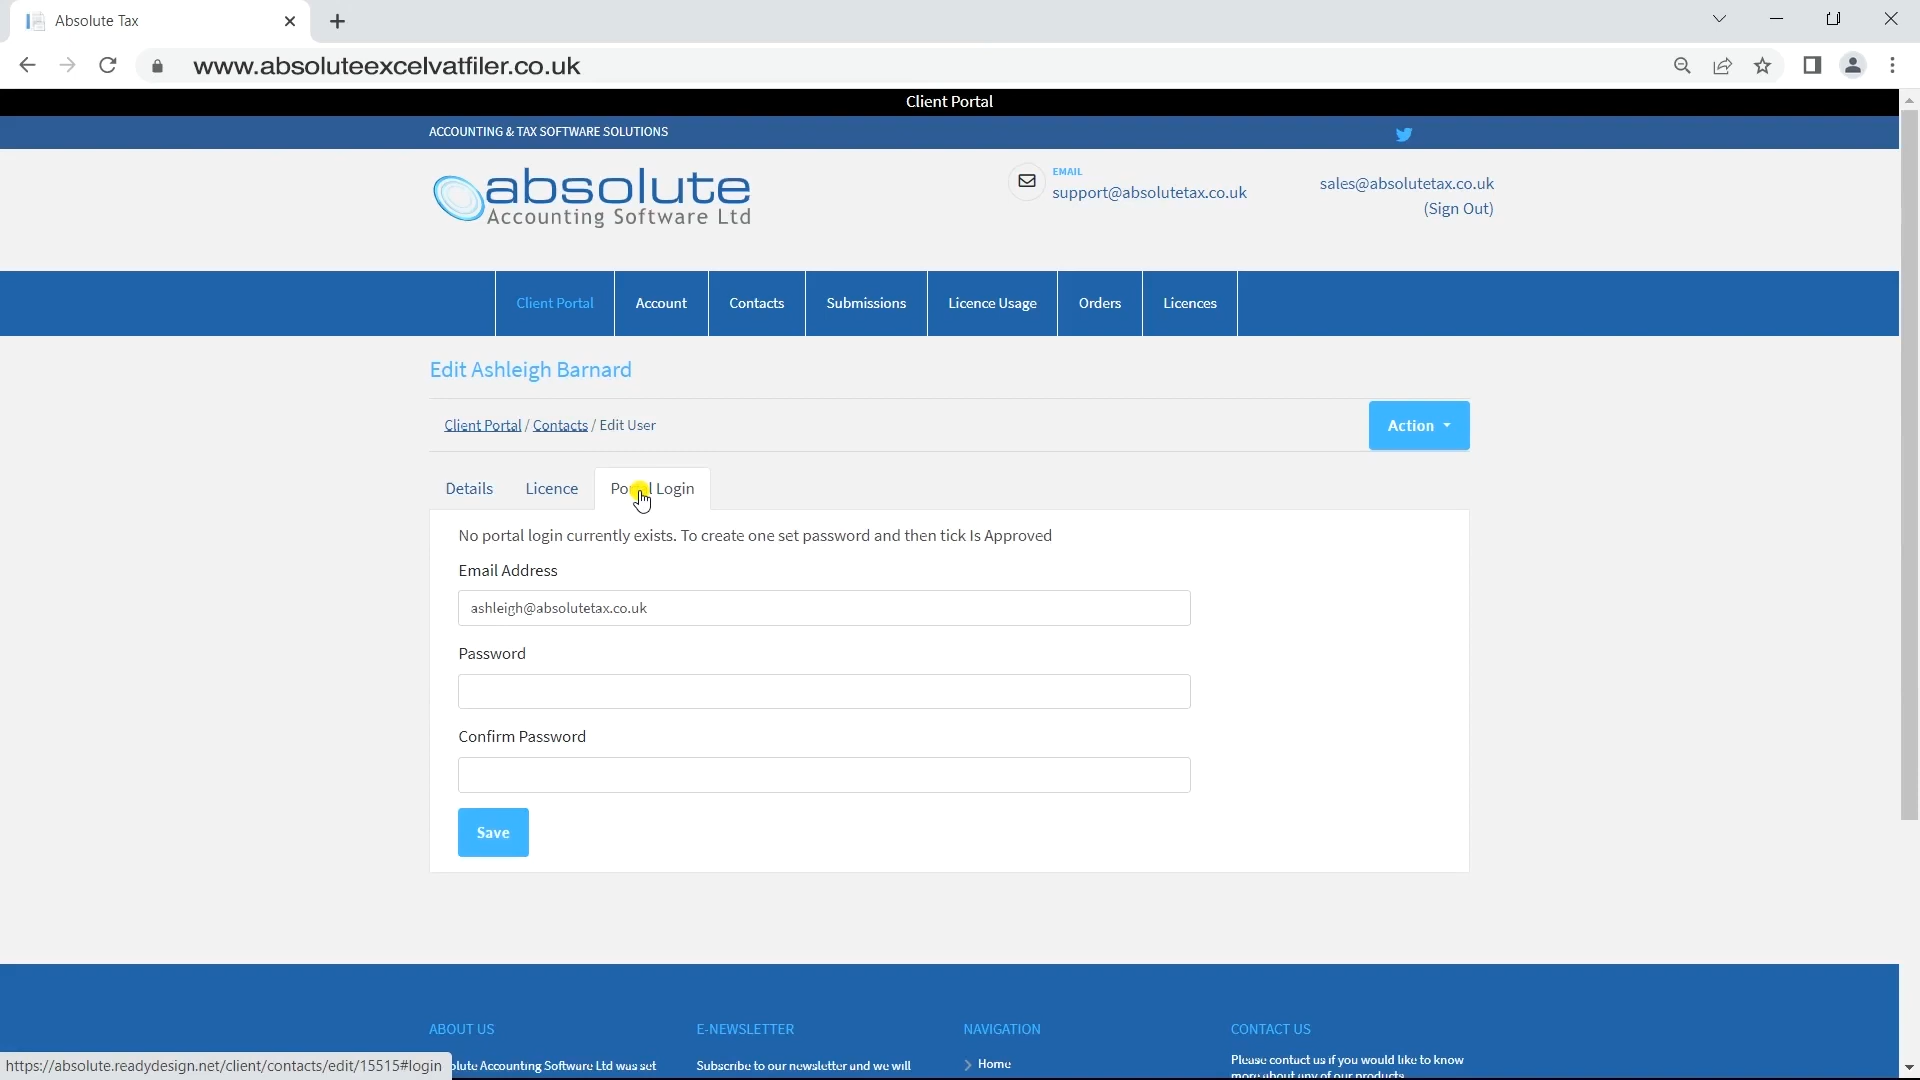 Absolute Tax
www.absoluteexcelvatfiler.co.uk
Client Portal
ACCOUNTING & TAX SOFTWARE SOLUTIONS
absolute
Accounting Software Ltd
EMAIL
support@absolutetax.co.uk
sales@absolutetax.co.uk
(Sign Out)
Client Portal
Account
Contacts
Submissions
Licence Usage
Orders
Licences
Edit Ashleigh Barnard
Client Portal / Contacts / Edit User
Action
Details
Licence
Portal Login
No portal login currently exists. To create one set password and then tick Is Approved
Email Address
ashleigh@absolutetax.co.uk
Password
Confirm Password
Save
ABOUT US
E-NEWSLETTER
NAVIGATION
CONTACT US
Accounting Software Ltd was set
Subscribe to our newsletter and we will
Home
Please contact us if you would like to know
more about any of our products
https://absolute.readydesign.net/client/contacts/edit/15515#login